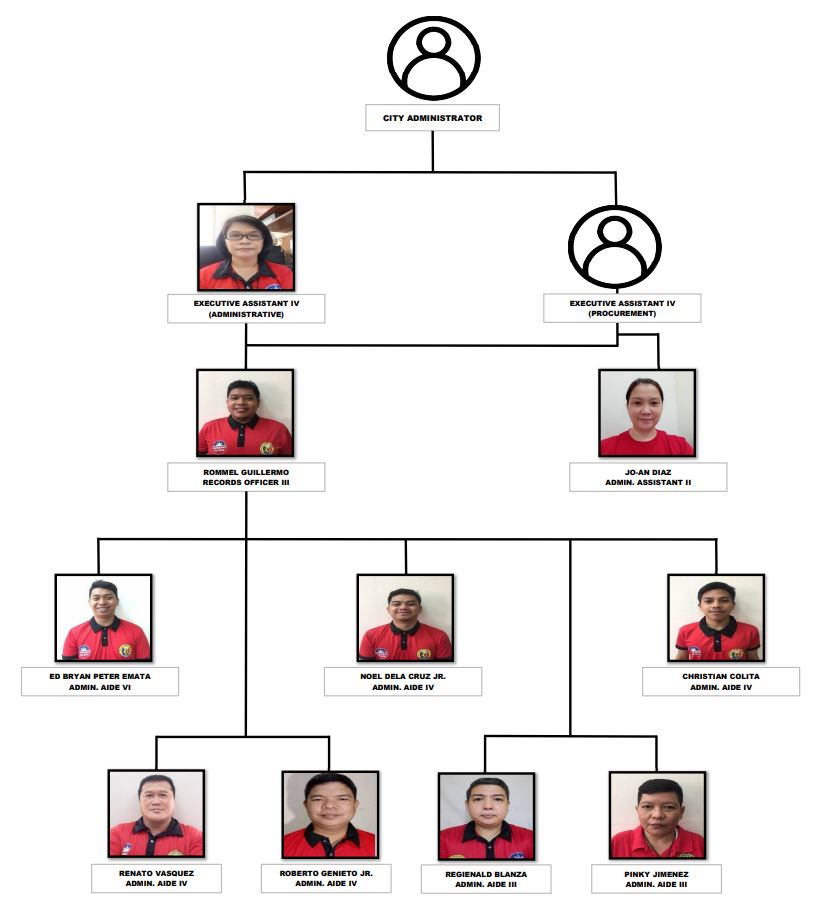 CITY ADMINISTRATOR
EXECUTIVE ASSISTANT IV
(ADMINISTRATIVE)
EXECUTIVE ASSISTANT IV
(PROCUREMENT)
ROMMEL GUILLERMO
RECORDS OFFICER III
JO-AN DIAZ
ADMIN. ASSISTANT II
ED BRYAN PETER EMATA
ADMIN. AIDE VI
NOEL DELA CRUZ JR.
ADMIN. AIDE IV
CHRISTIAN COLITA
ADMIN. AIDE IV
RENATO VASQUEZ
ADMIN. AIDE IV
ROBERTO GENIETO JR.
ADMIN. AIDE IV
REGIENALD BLANZA
ADMIN. AIDE III
PINKY JIMENEZ
ADMIN. AIDE III